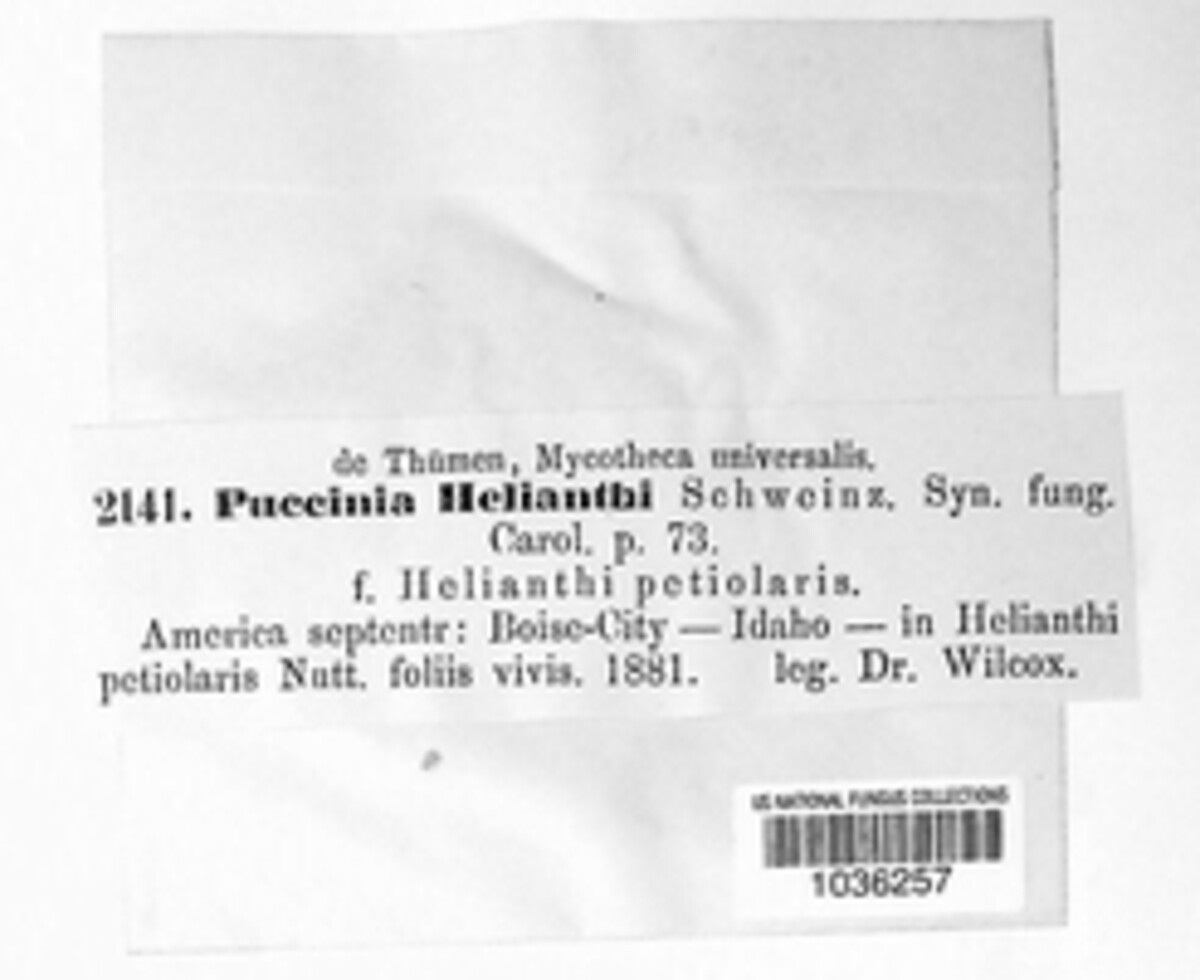 de Thümen, Mycotheca universalis.
2141. Puccinia Helianthi Schweinz. Syn. fung.
Carol. p. 73.
f. Helianthi petiolaris.
America septentr: Boise-City — Idaho — in Helianthi
petiolaris Nutt. foliis vivis. 1881. leg. Dr. Wilcox.
US NATIONAL FUNGUS COLLECTIONS
1036257